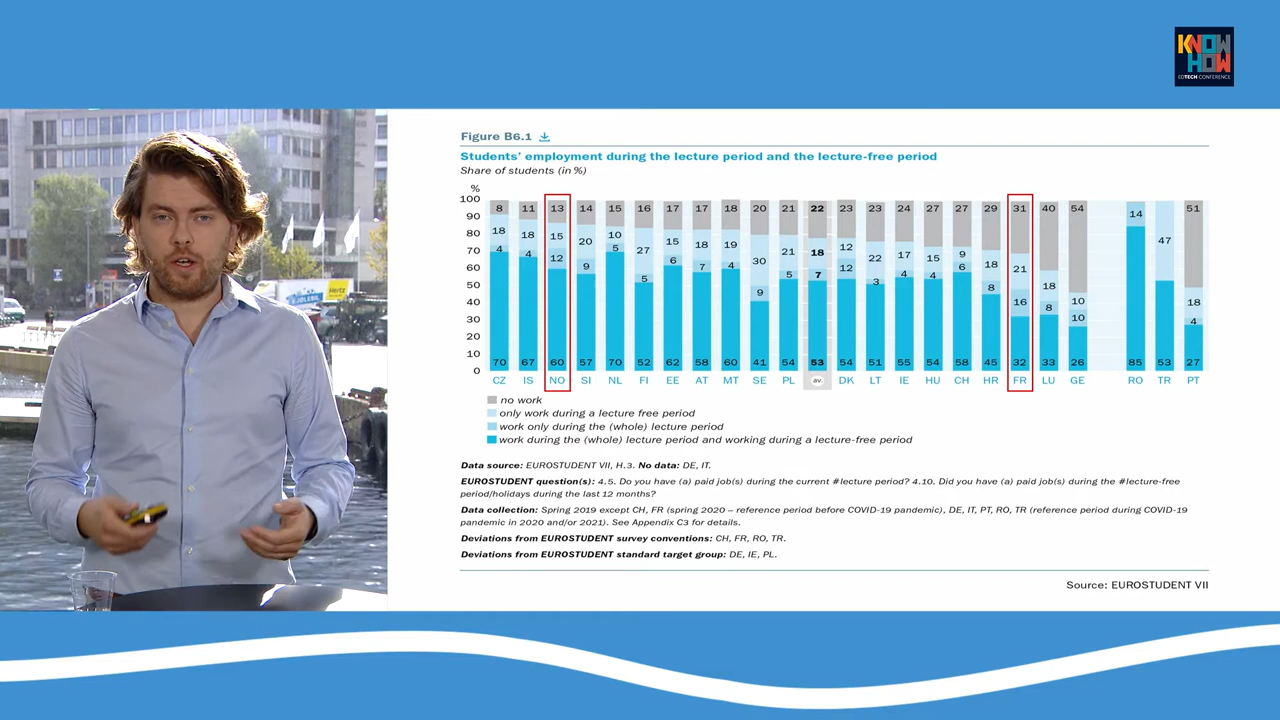 KNOW
HOW
EDTECH CONFERENCE
Figure B6.1
Students' employment during the lecture period and the lecture-free period
Share of students (in %)
%
100
90
80
70
60
50
40
30
20
10
0
8 11 13 14 15 16 17 17 18 20 21 22 23 23 24 27 27 29 31 40 54 14 47 51
18 18 15 20 10 27 15 18 19 30 21 18 12 22 17 15 9 18 21 18 10 18
4 4 12 9 5 5 6 7 4 9 5 7 12 3 4 4 6 8 16 8 10 4
70 67 60 57 70 52 62 58 60 41 54 53 54 51 55 54 58 45 32 33 26 85 53 27
CZ IS NO SI NL FI EE AT MT SE PL av. DK LT IE HU CH HR FR LU GE RO TR PT
no work
only work during a lecture free period
work only during the (whole) lecture period
work during the (whole) lecture period and working during a lecture-free period
Data source: EUROSTUDENT VII, H.3. No data: DE, IT.
EUROSTUDENT question(s): 4.5. Do you have (a) paid job(s) during the current #lecture period? 4.10. Did you have (a) paid job(s) during the #lecture-free
period/holidays during the last 12 months?
Data collection: Spring 2019 except CH, FR (spring 2020 – reference period before COVID-19 pandemic), DE, IT, PT, RO, TR (reference period during COVID-19
pandemic in 2020 and/or 2021). See Appendix C3 for details.
Deviations from EUROSTUDENT survey conventions: CH, FR, RO, TR.
Deviations from EUROSTUDENT standard target group: DE, IE, PL.
Source: EUROSTUDENT VII
Hertz